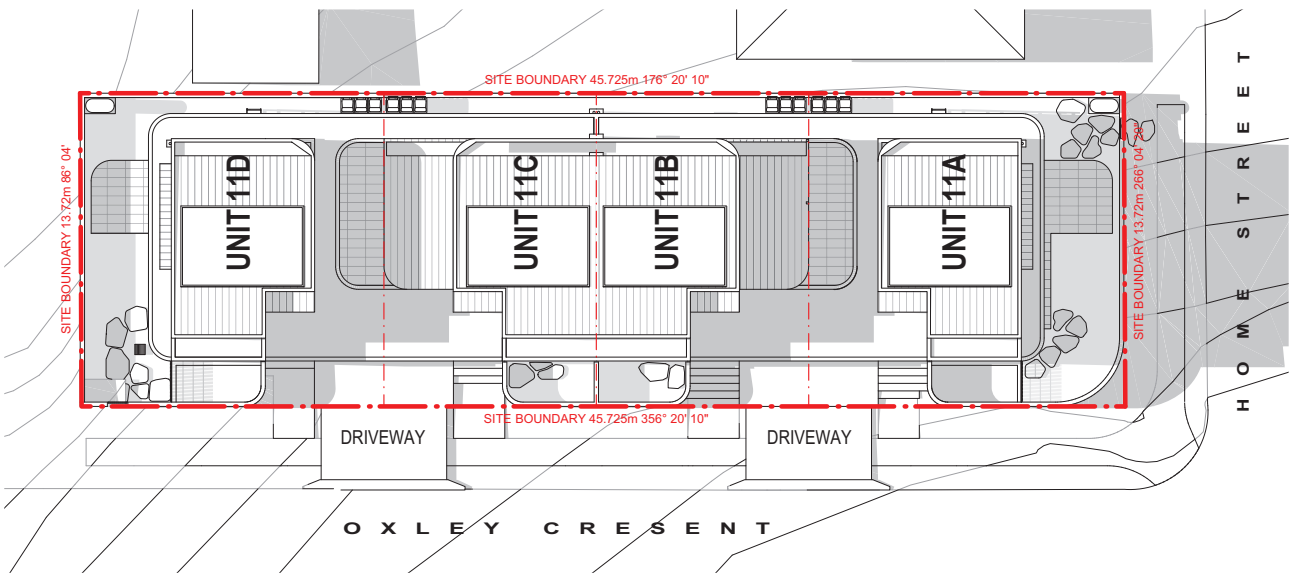 SITE BOUNDARY 45.725m 176° 20' 10"
SITE BOUNDARY 13.72m 86° 04'
UNIT 11D
UNIT 11C
UNIT 11B
UNIT 11A
SITE BOUNDARY 13.72m 266° 04' 20"
HOME STREET
SITE BOUNDARY 45.725m 356° 20' 10"
DRIVEWAY
DRIVEWAY
OXLEY CRESENT